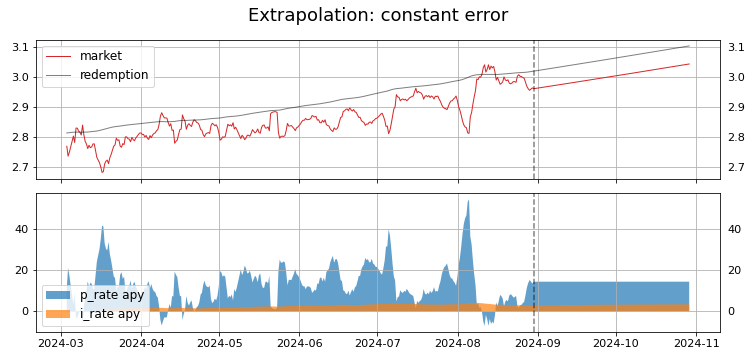 Extrapolation: constant error
3.1 3.1
market
redemption
3.0 3.0
2.9 2.9
2.8 2.8
2.7 2.7
40 40
20 20
p_rate apy
i_rate apy
0 0
2024-03 2024-04 2024-05 2024-06 2024-07 2024-08 2024-09 2024-10 2024-11